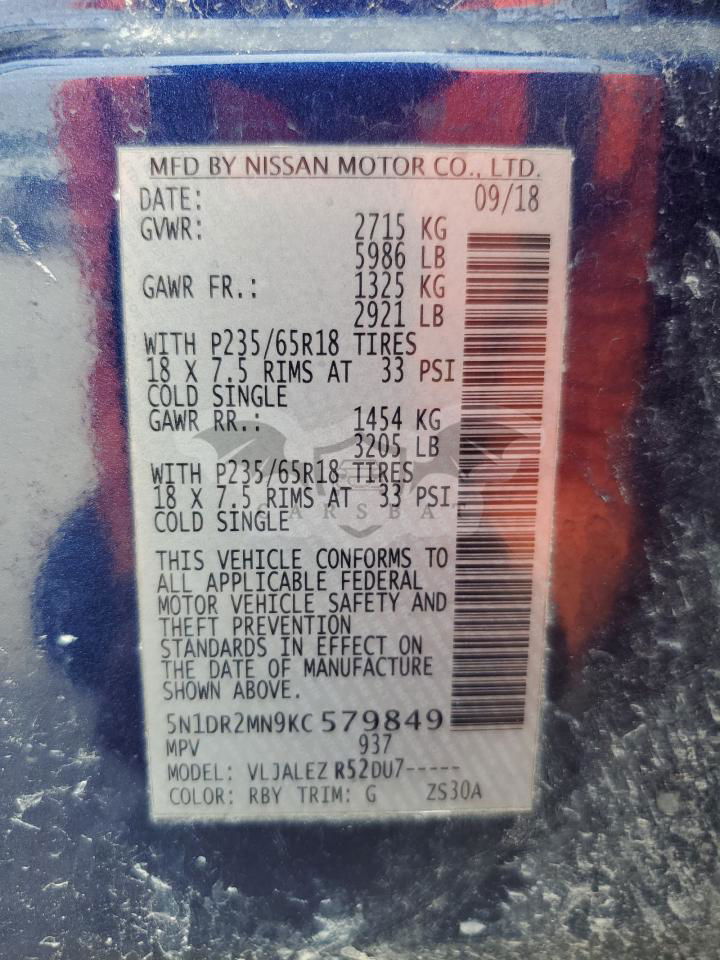 MFD BY NISSAN MOTOR CO., LTD.
DATE: 09/18
GVWR: 2715 KG
5986 LB
GAWR FR.: 1325 KG
2921 LB
WITH P235/65R18 TIRES
18 X 7.5 RIMS AT 33 PSI
COLD SINGLE
GAWR RR.: 1454 KG
3205 LB
WITH P235/65R18 TIRES
18 X 7.5 RIMS AT 33 PSI
COLD SINGLE
CARSBAT
THIS VEHICLE CONFORMS TO
ALL APPLICABLE FEDERAL
MOTOR VEHICLE SAFETY AND
THEFT PREVENTION
STANDARDS IN EFFECT ON
THE DATE OF MANUFACTURE
SHOWN ABOVE.
5N1DR2MN9KC579849
MPV 937
MODEL: VLJALEZ R52DU7-----
COLOR: RBY TRIM: G ZS30A